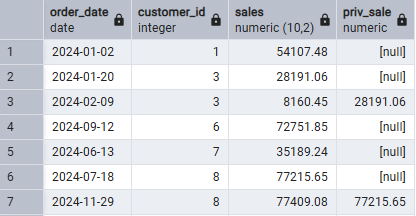 order_date customer_id sales priv_sale
date integer numeric (10,2) numeric
1 2024-01-02 1 54107.48 [null]
2 2024-01-20 3 28191.06 [null]
3 2024-02-09 3 8160.45 28191.06
4 2024-09-12 6 72751.85 [null]
5 2024-06-13 7 35189.24 [null]
6 2024-07-18 8 77215.65 [null]
7 2024-11-29 8 77409.08 77215.65